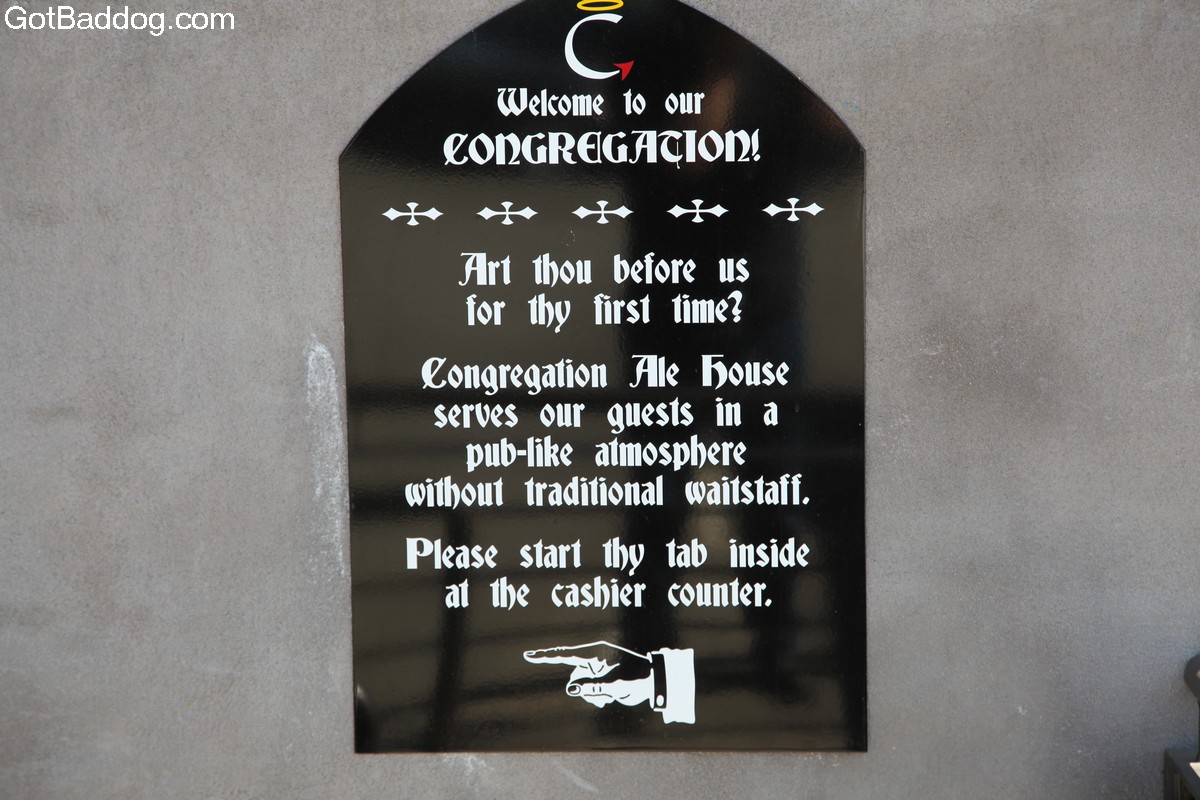 GotBaddog.com
C
Welcome to our
CONGREGATION!
Art thou before us
for thy first time?
Congregation Ale House
serves our guests in a
pub-like atmosphere
without traditional waitstaff.
Please start thy tab inside
at the cashier counter.